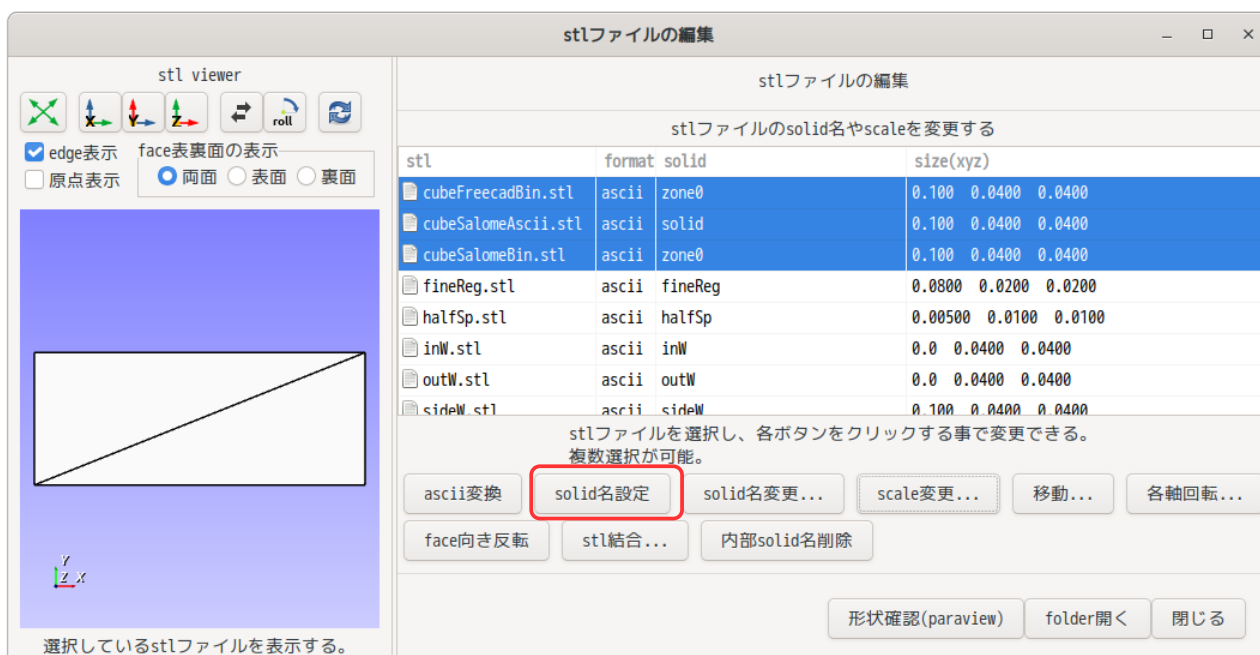 stlファイルの編集
stl viewer
X
Y
Z
roll
edge表示
原点表示
face表裏面の表示
両面 表面 裏面
Y
Z X
選択しているstlファイルを表示する。
stlファイルの編集
stlファイルのsolid名やscaleを変更する
stl format solid size(xyz)
cubeFreecadBin.stl ascii zone0 0.100 0.0400 0.0400
cubeSalomeAscii.stl ascii solid 0.100 0.0400 0.0400
cubeSalomeBin.stl ascii zone0 0.100 0.0400 0.0400
fineReg.stl ascii fineReg 0.0800 0.0200 0.0200
halfSp.stl ascii halfSp 0.00500 0.0100 0.0100
inW.stl ascii inW 0.0 0.0400 0.0400
outW.stl ascii outW 0.0 0.0400 0.0400
sideW.stl ascii sideW 0.100 0.0400 0.0400
stlファイルを選択し、各ボタンをクリックする事で変更できる。
複数選択が可能。
ascii変換 solid名設定 solid名変更... scale変更... 移動... 各軸回転...
face向き反転 stl結合... 内部solid名削除
形状確認(paraview) folder開く 閉じる